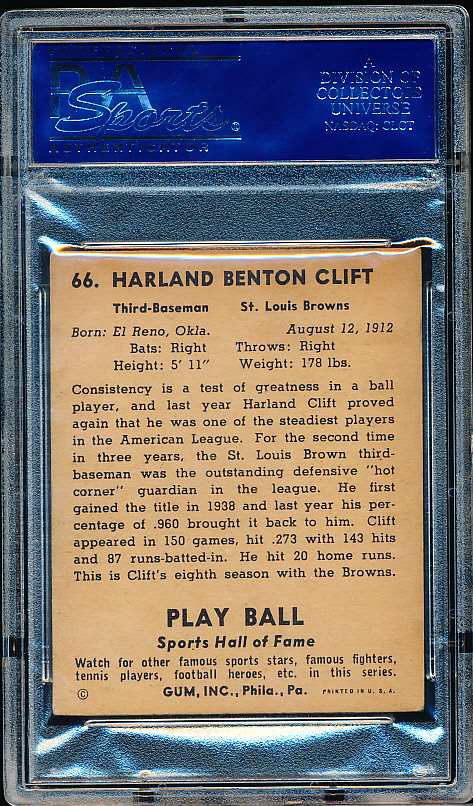 PROFESSIONAL
PSA
Sports
AUTHENTICATOR
A
DIVISION OF
COLLECTORS
UNIVERSE
NASDAQ: CLCT
66. HARLAND BENTON CLIFT
Third-Baseman St. Louis Browns
Born: El Reno, Okla. August 12, 1912
Bats: Right Throws: Right
Height: 5' 11" Weight: 178 lbs.
Consistency is a test of greatness in a ball
player, and last year Harland Clift proved
again that he was one of the steadiest players
in the American League. For the second time
in three years, the St. Louis Brown third-
baseman was the outstanding defensive "hot
corner" guardian in the league. He first
gained the title in 1938 and last year his per-
centage of .960 brought it back to him. Clift
appeared in 150 games, hit .273 with 143 hits
and 87 runs-batted-in. He hit 20 home runs.
This is Clift's eighth season with the Browns.
PLAY BALL
Sports Hall of Fame
Watch for other famous sports stars, famous fighters,
tennis players, football heroes, etc. in this series.
© GUM, INC., Phila., Pa. PRINTED IN U. S. A.